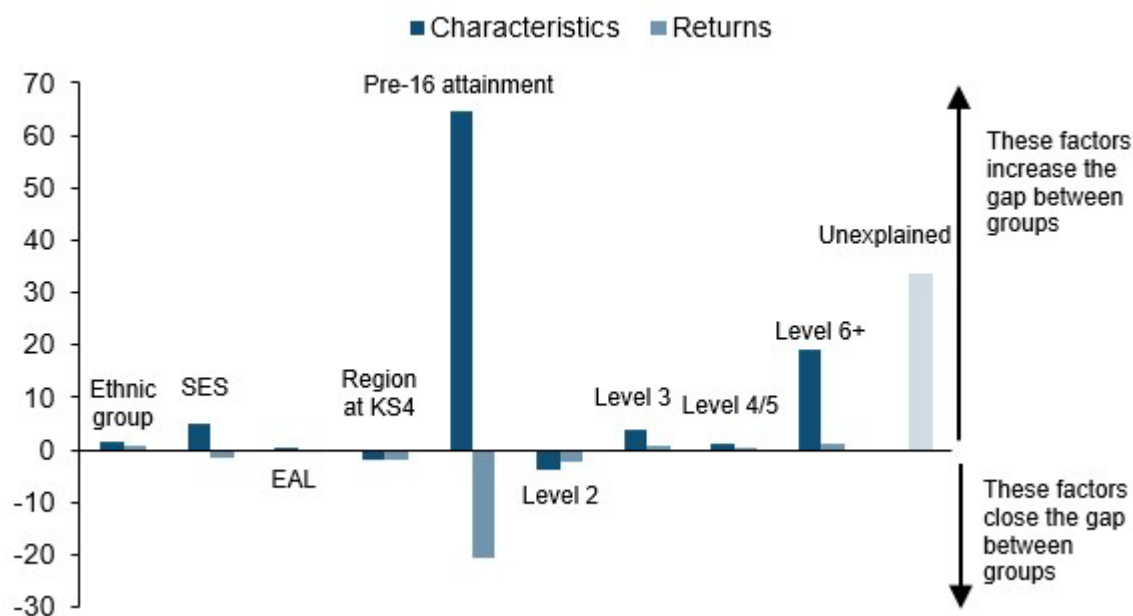 Characteristics Returns
70
60
50
40
30
20
10
0
-10
-20
-30
Ethnic
group
SES
EAL
Region
at KS4
Pre-16 attainment
Level 2
Level 3
Level 4/5
Level 6+
Unexplained
These factors
increase the
gap between
groups
These factors
close the gap
between
groups